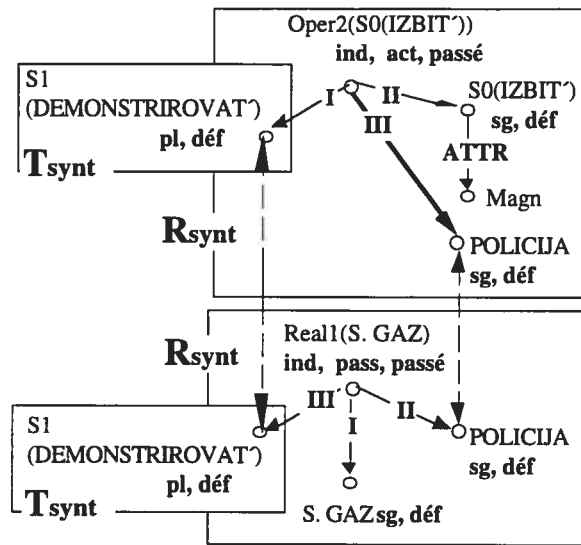 Oper2(S0(IZBIT´))
ind, act, passé
S1
(DEMONSTRIROVAT´)
pl, déf
Tsynt
I
II
III
S0(IZBIT´)
sg, déf
ATTR
Magn
POLICIJA
sg, déf
Rsynt
Rsynt
Real1(S. GAZ)
ind, pass, passé
S1
(DEMONSTRIROVAT´)
pl, déf
Tsynt
III´
I
II
POLICIJA
sg, déf
S. GAZ sg, déf